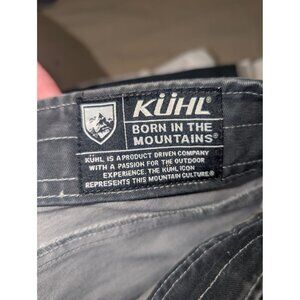 KÜHL®
BORN IN THE
MOUNTAINS®
KÜHL IS A PRODUCT DRIVEN COMPANY
WITH A PASSION FOR THE OUTDOOR
EXPERIENCE. THE KÜHL ICON
REPRESENTS THIS MOUNTAIN CULTURE®